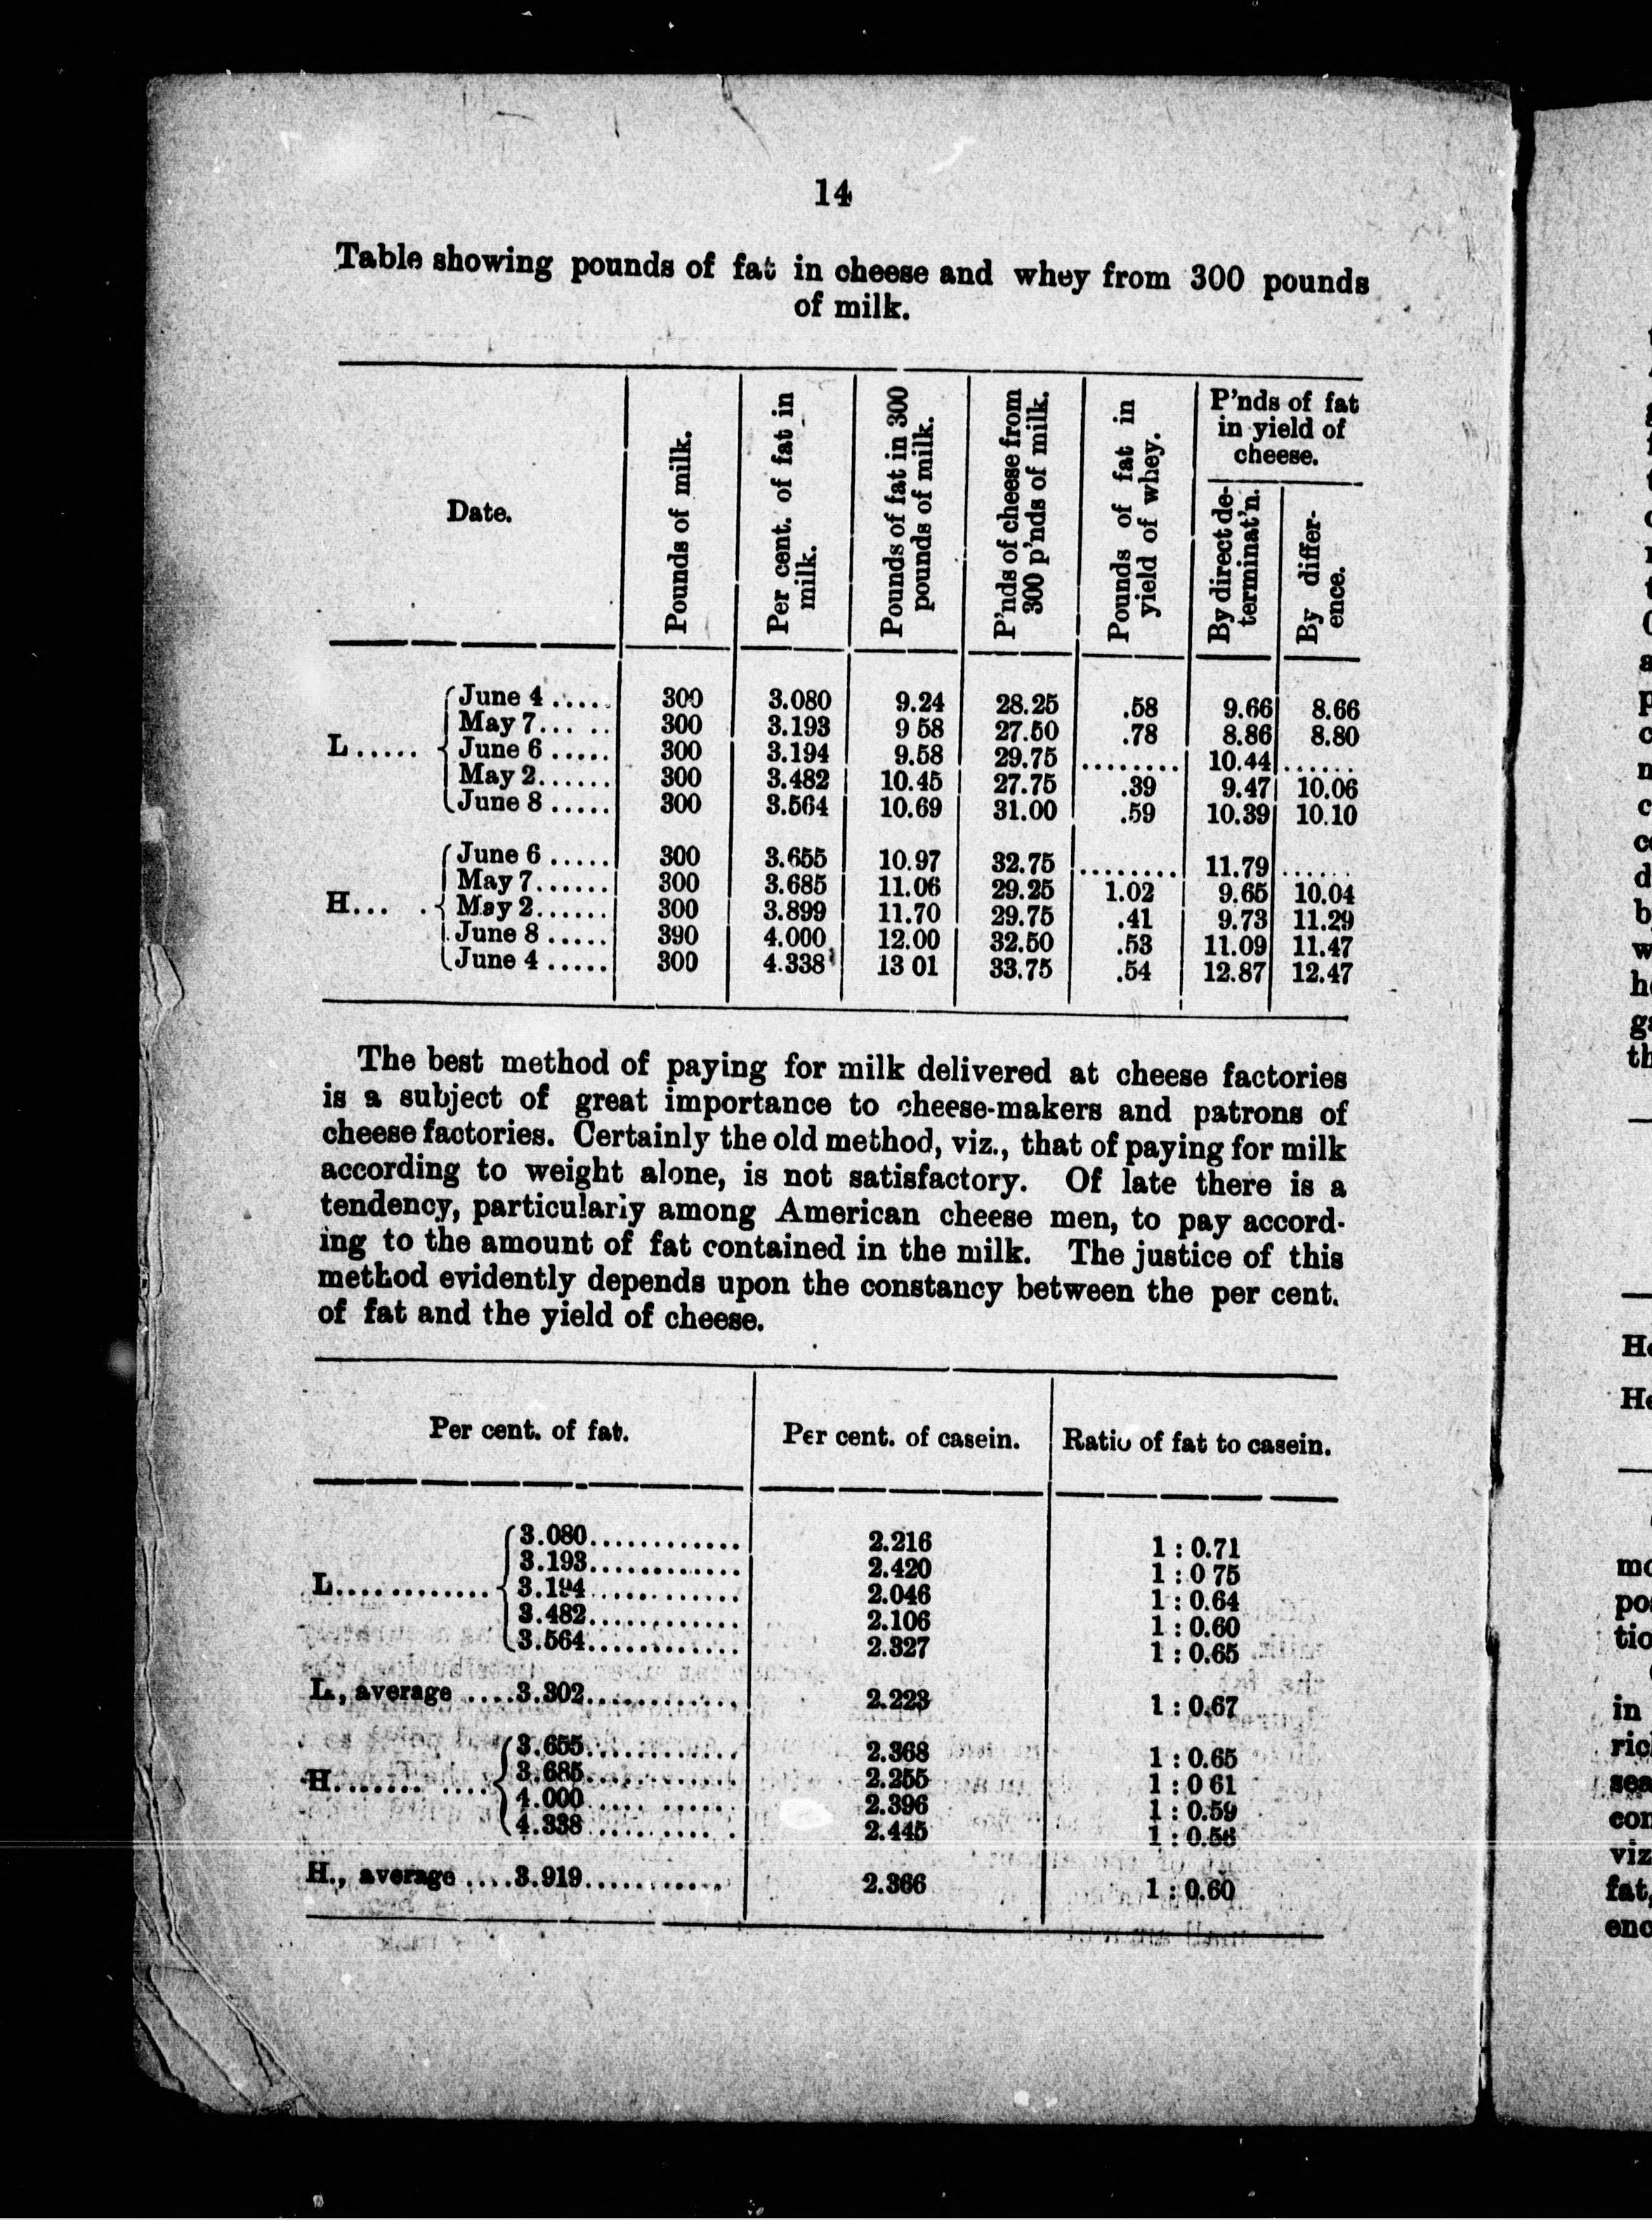 14
Table showing pounds of fat in cheese and whey from 300 pounds
of milk.
Date.
Pounds of milk.
Per cent. of fat in
milk.
Pounds of fat in 300
pounds of milk.
P'nds of cheese from
300 p'nds of milk.
Pounds of fat in
yield of whey.
P'nds of fat
in yield of
cheese.
By direct de-
terminat'n.
By differ-
ence.
June 4 ..... 300 3.080 9.24 28.25 .58 9.66 8.66
May 7... .. 300 3.193 9 58 27.50 .78 8.86 8.80
L..... June 6 ..... 300 3.194 9.58 29.75 ........ 10.44 ......
May 2...... 300 3.482 10.45 27.75 .39 9.47 10.06
June 8 ..... 300 3.564 10.69 31.00 .59 10.39 10.10
June 6 ..... 300 3.655 10.97 32.75 ........ 11.79 ......
May 7...... 300 3.685 11.06 29.25 1.02 9.65 10.04
H... . May 2...... 300 3.899 11.70 29.75 .41 9.73 11.29
June 8 ..... 390 4.000 12.00 32.50 .53 11.09 11.47
June 4 ..... 300 4.338 13 01 33.75 .54 12.87 12.47
The best method of paying for milk delivered at cheese factories
is a subject of great importance to cheese-makers and patrons of
cheese factories. Certainly the old method, viz., that of paying for milk
according to weight alone, is not satisfactory. Of late there is a
tendency, particularly among American cheese men, to pay accord-
ing to the amount of fat contained in the milk. The justice of this
method evidently depends upon the constancy between the per cent.
of fat and the yield of cheese.
Per cent. of fat. Per cent. of casein. Ratio of fat to casein.
3.080............ 2.216 1 : 0.71
3.193............ 2.420 1 : 0 75
L............ 3.194............ 2.046 1 : 0.64
3.482............ 2.106 1 : 0.60
3.564............ 2.327 1 : 0.65
L., average ....3.302............ 2.223 1 : 0.67
3.655............ 2.368 1 : 0.65
H....... .... 3.685............ 2.255 1 : 0 61
4.000 .... ...... 2.396 1 : 0.59
4.338 .......... . 2.445 1 : 0.56
H., average ....3.919........... 2.366 1 : 0.60